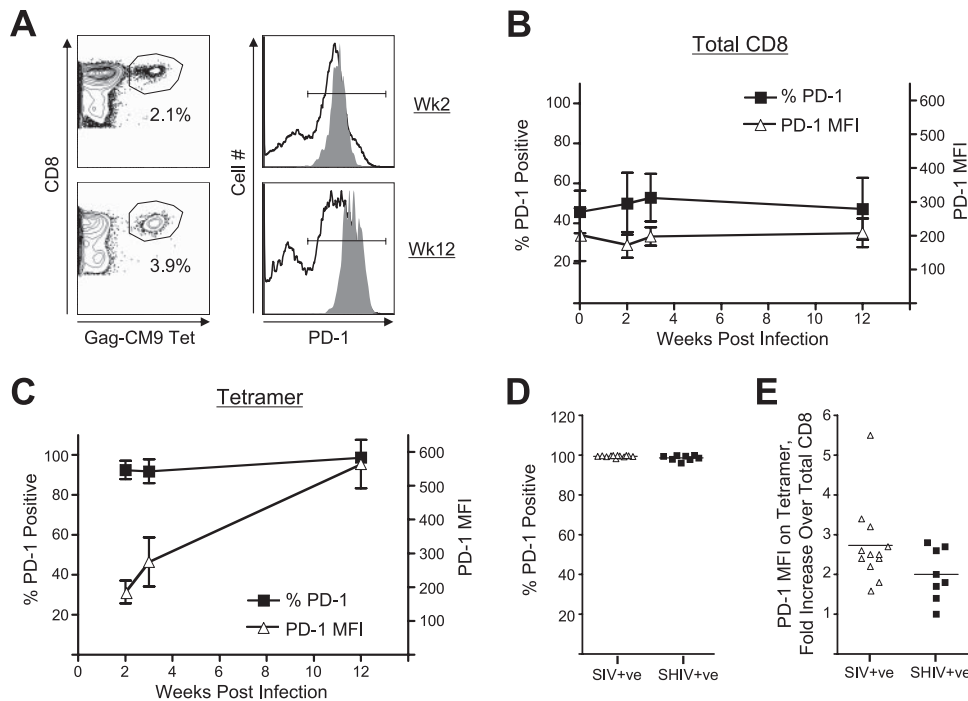 A
CD8
2.1%
3.9%
Gag-CM9 Tet
Cell #
Wk2
Wk12
PD-1
B
Total CD8
% PD-1 Positive
100
80
60
40
20
% PD-1
PD-1 MFI
600
500
400
300
200
100
PD-1 MFI
0 2 4 6 8 10 12
Weeks Post Infection
C
Tetramer
% PD-1 Positive
100
80
60
40
20
% PD-1
PD-1 MFI
600
500
400
300
200
100
PD-1 MFI
0 2 4 6 8 10 12
Weeks Post Infection
D
% PD-1 Positive
120
100
80
60
40
20
SIV+ve SHIV+ve
E
PD-1 MFI on Tetramer,
Fold Increase Over Total CD8
6
5
4
3
2
1
SIV+ve SHIV+ve